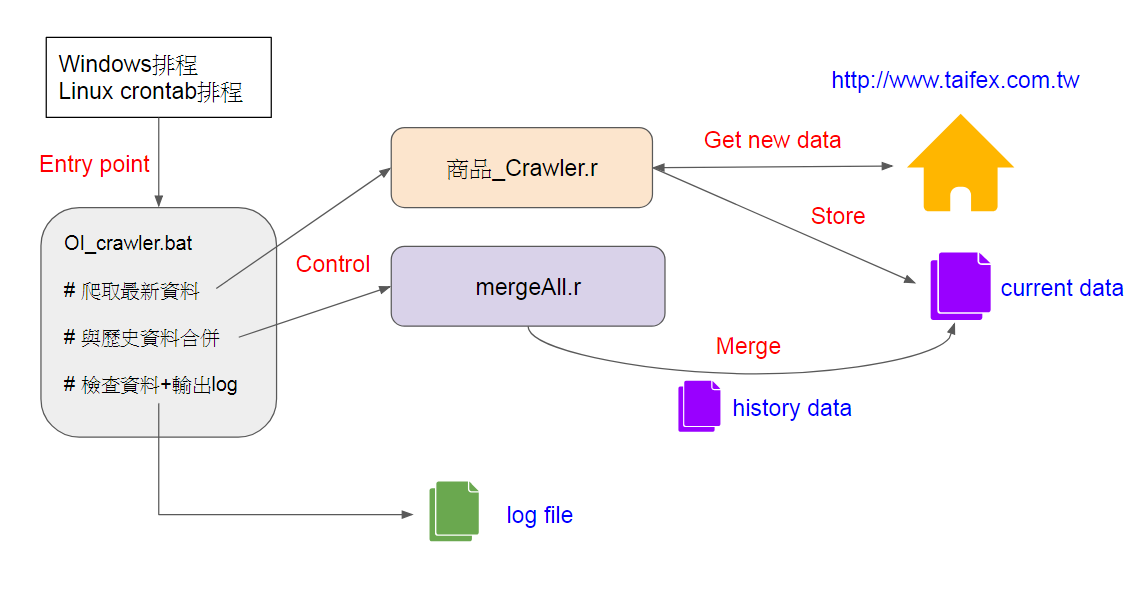 Windows排程
Linux crontab排程
http://www.taifex.com.tw
Entry point
商品_Crawler.r
Get new data
Store
OI_crawler.bat
# 爬取最新資料
# 與歷史資料合併
# 檢查資料+輸出log
Control
mergeAll.r
current data
Merge
history data
log file